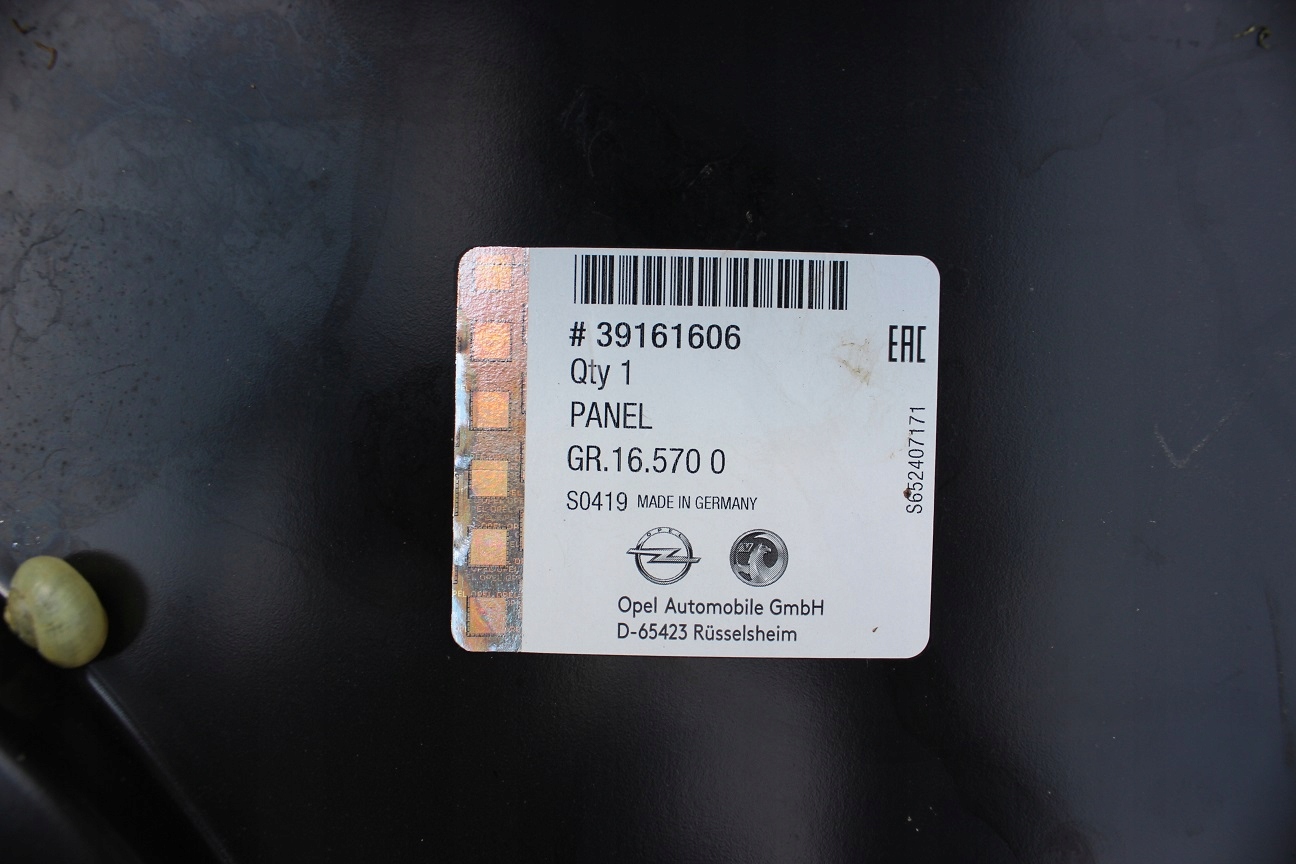 # 39161606
EAC
Qty 1
PANEL
GR.16.570 0
S0419 MADE IN GERMANY
S652407171
OPEL
Opel Automobile GmbH
D-65423 Rüsselsheim